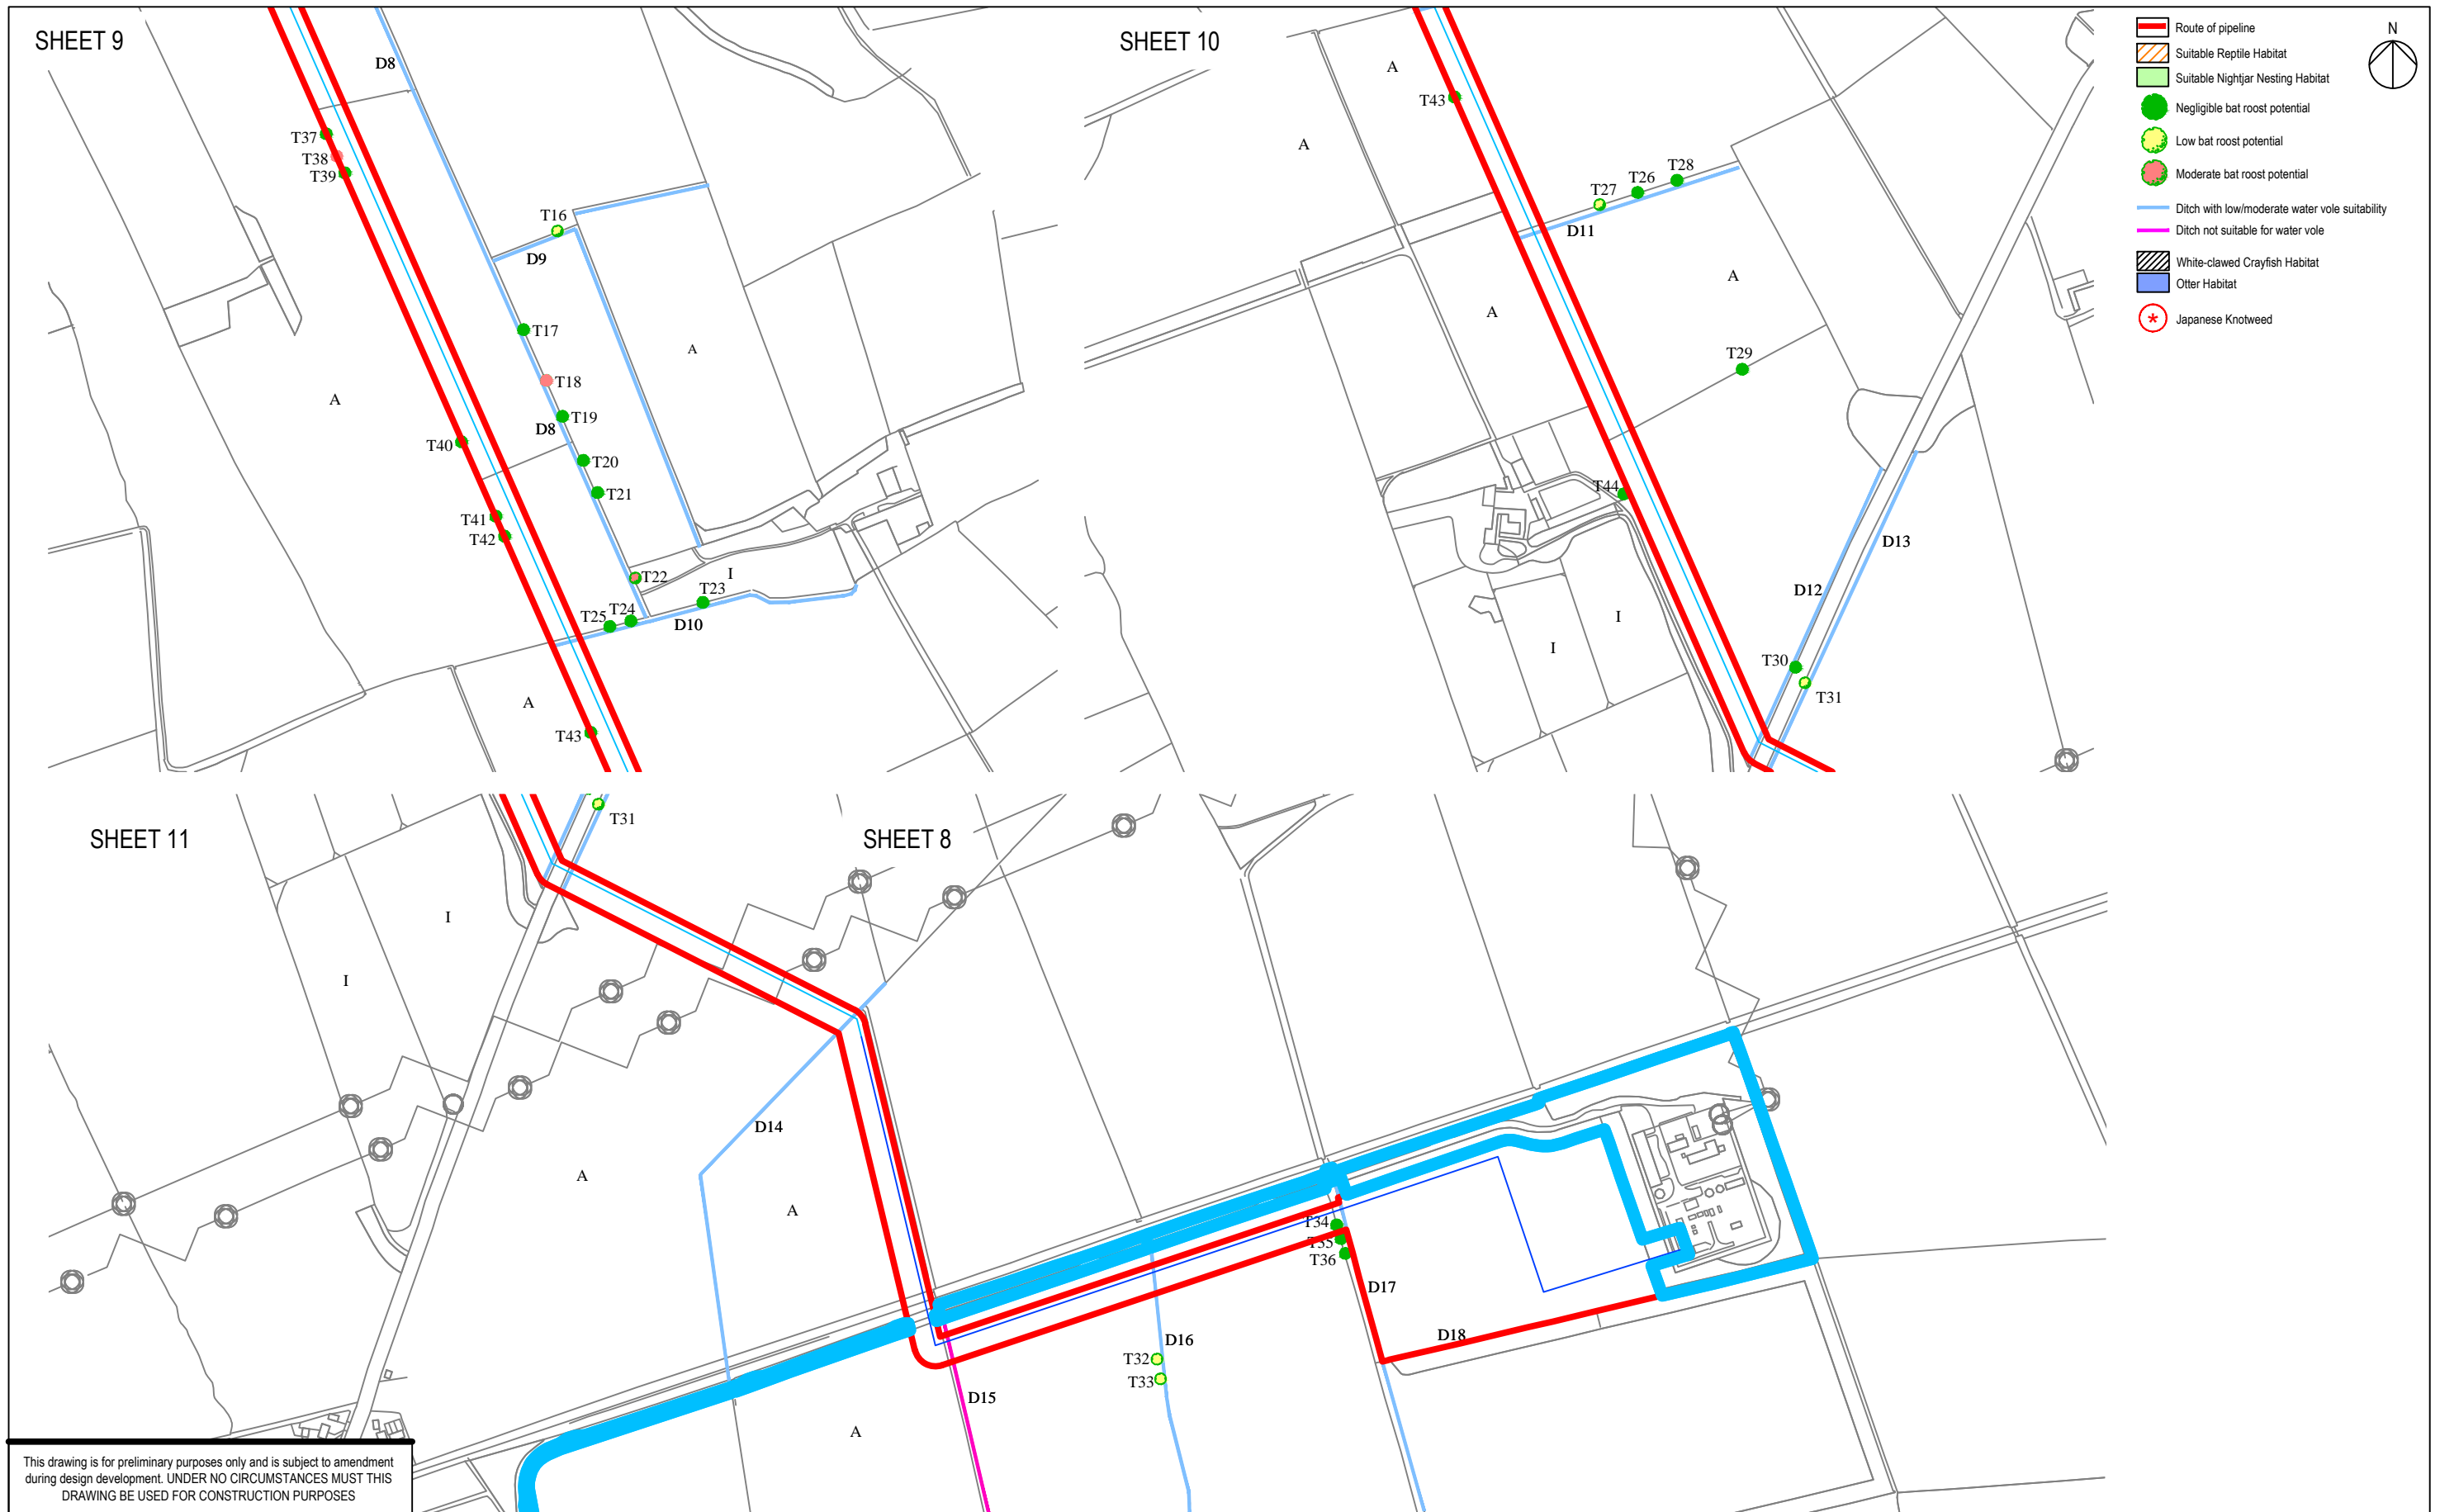 SHEET 9
D8
T37
T38
T39
T16
D9
T17
A
T18
A
T19
D8
T40
T20
T21
T41
T42
T22
I
T23
T24
T25
D10
A
T43
SHEET 10
A
T43
A
T28
T26
T27
D11
A
A
T29
T44
D13
D12
I
I
T30
T31
Route of pipeline
Suitable Reptile Habitat
Suitable Nightjar Nesting Habitat
Negligible bat roost potential
Low bat roost potential
Moderate bat roost potential
Ditch with low/moderate water vole suitability
Ditch not suitable for water vole
White-clawed Crayfish Habitat
Otter Habitat
* Japanese Knotweed
N
SHEET 11
T31
I
I
D14
A
A
SHEET 8
T34
T35
T36
D17
D18
D16
T32
T33
D15
A
This drawing is for preliminary purposes only and is subject to amendment
during design development. UNDER NO CIRCUMSTANCES MUST THIS
DRAWING BE USED FOR CONSTRUCTION PURPOSES